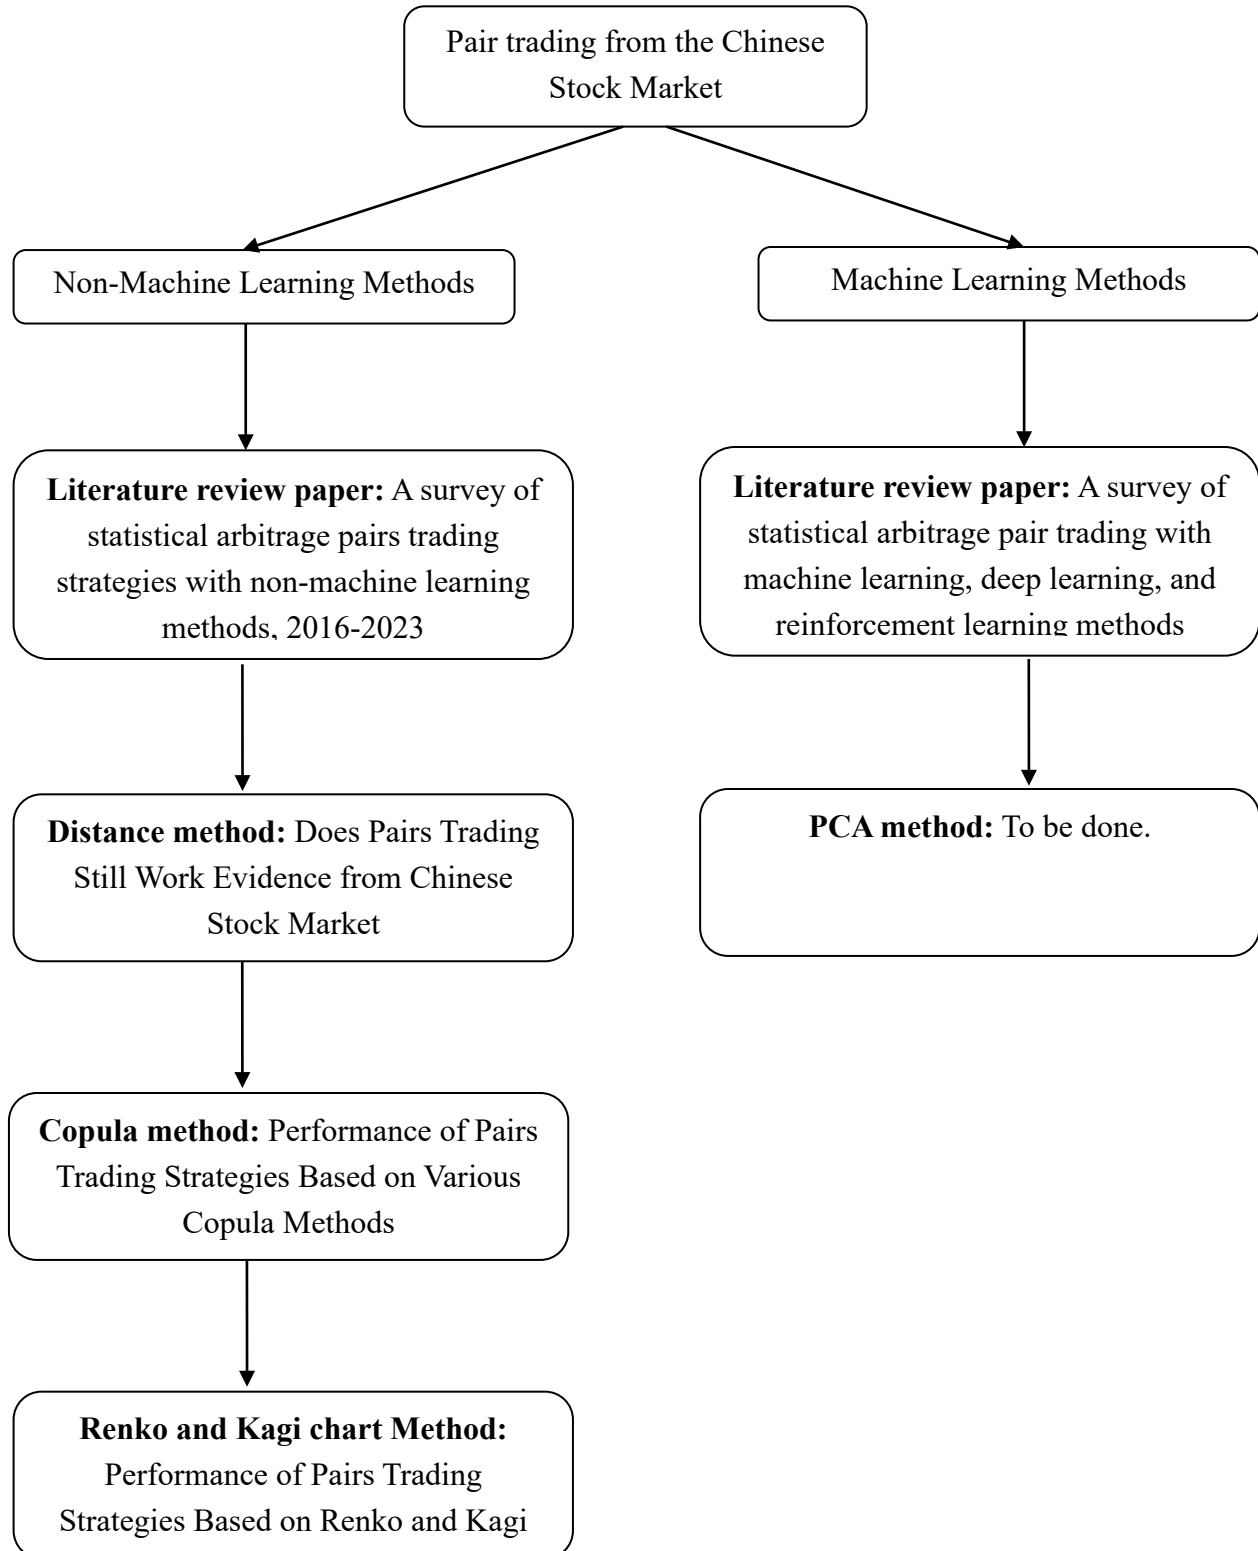 Pair trading from the Chinese
Stock Market
Non-Machine Learning Methods
Machine Learning Methods
Literature review paper: A survey of
statistical arbitrage pairs trading
strategies with non-machine learning
methods, 2016-2023
Literature review paper: A survey of
statistical arbitrage pair trading with
machine learning, deep learning, and
reinforcement learning methods
Distance method: Does Pairs Trading
Still Work Evidence from Chinese
Stock Market
PCA method: To be done.
Copula method: Performance of Pairs
Trading Strategies Based on Various
Copula Methods
Renko and Kagi chart Method:
Performance of Pairs Trading
Strategies Based on Renko and Kagi